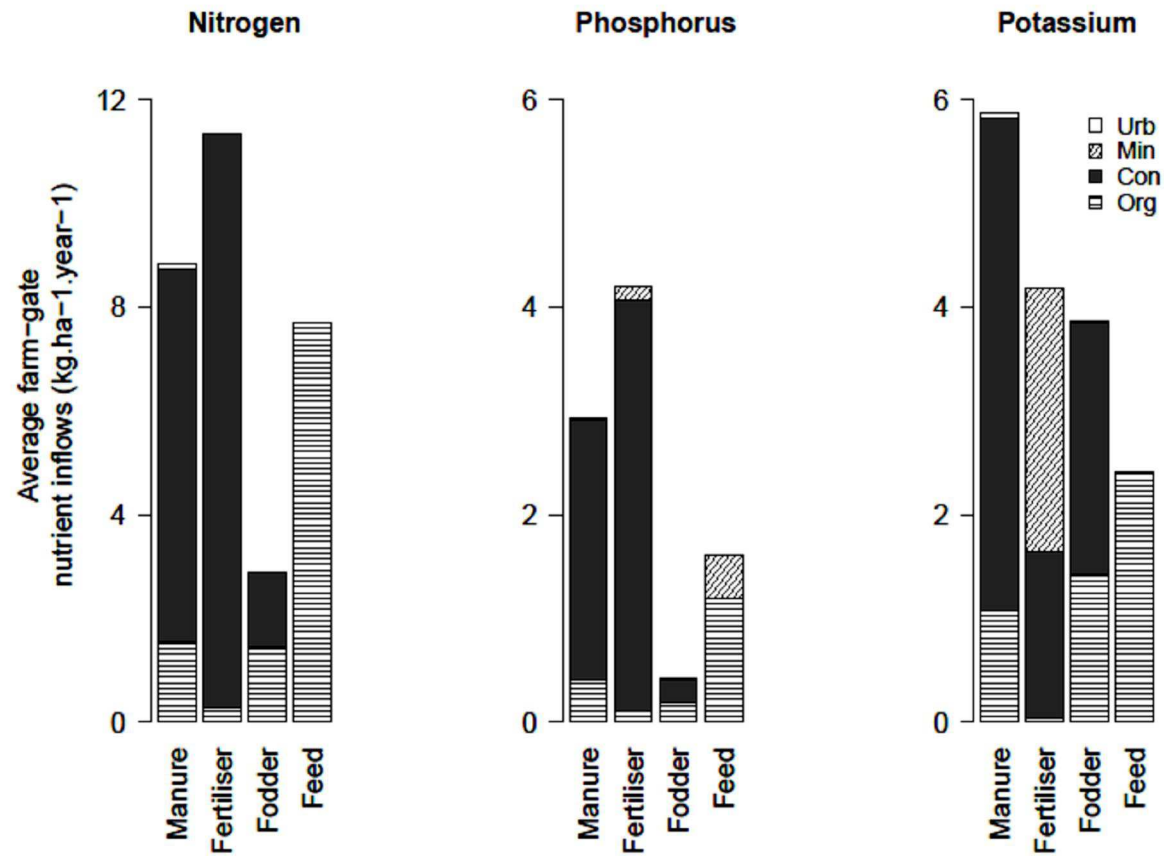 Nitrogen
Phosphorus
Potassium
Average farm−gate
nutrient inflows (kg.ha−1.year−1)
12
8
4
0
Manure
Fertiliser
Fodder
Feed
6
4
2
0
Manure
Fertiliser
Fodder
Feed
6
4
2
0
Manure
Fertiliser
Fodder
Feed
Urb
Min
Con
Org